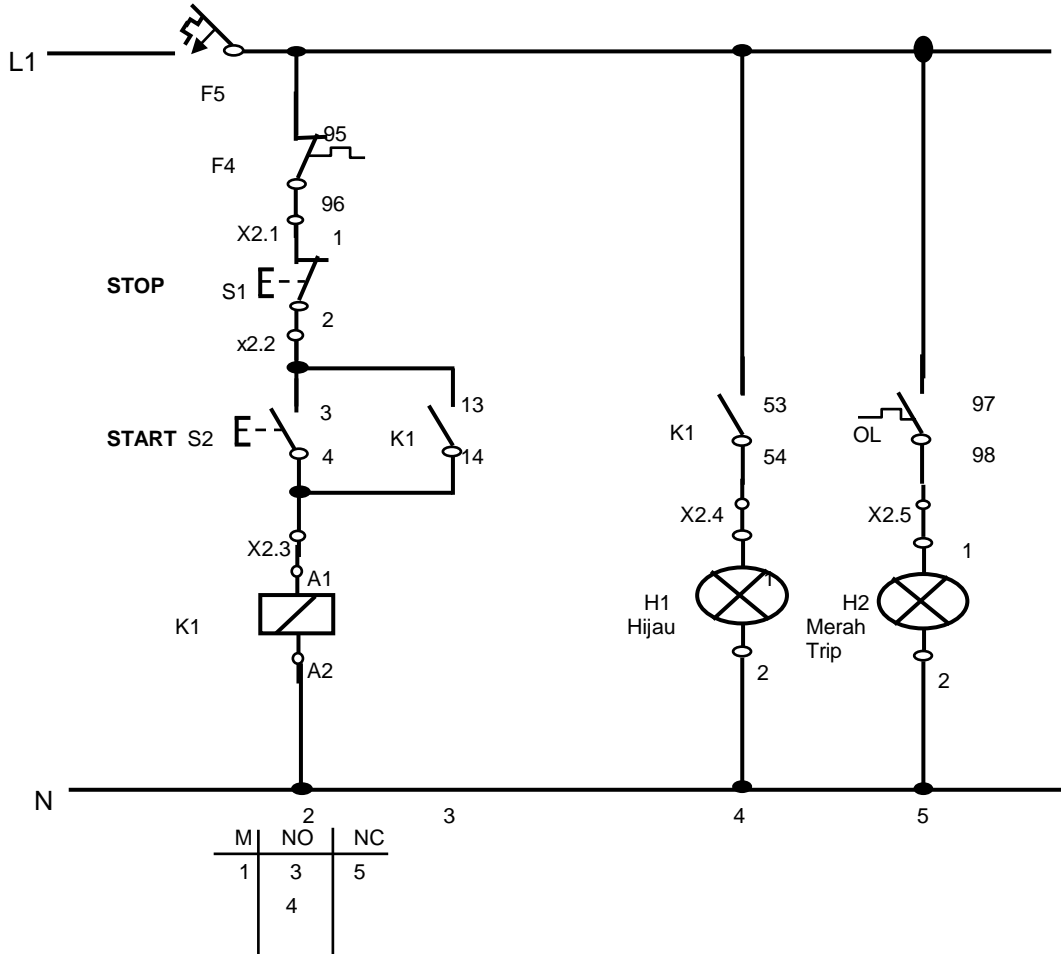 L1
F5
95
F4
96
X2.1
1
STOP
S1
2
x2.2
3
13
START S2
K1
4
14
X2.3
A1
K1
A2
K1
53
54
X2.4
1
H1
Hijau
2
OL
97
98
X2.5
1
H2
Merah
Trip
2
N
2 3 4 5
M NO NC
1 3 5
4